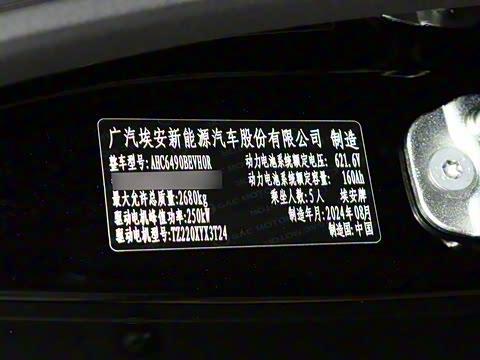 广汽埃安新能源汽车股份有限公司 制造
整车型号:AHC6490BEVH0R 动力电池系统额定电压:621.6V
动力电池系统额定容量:160Ah
最大允许总质量:2680kg 乘坐人数:5人 埃安牌
驱动电机峰值功率:250kW 制造年月:2024年08月
驱动电机型号:TZ220XYX3T24 制造国:中国